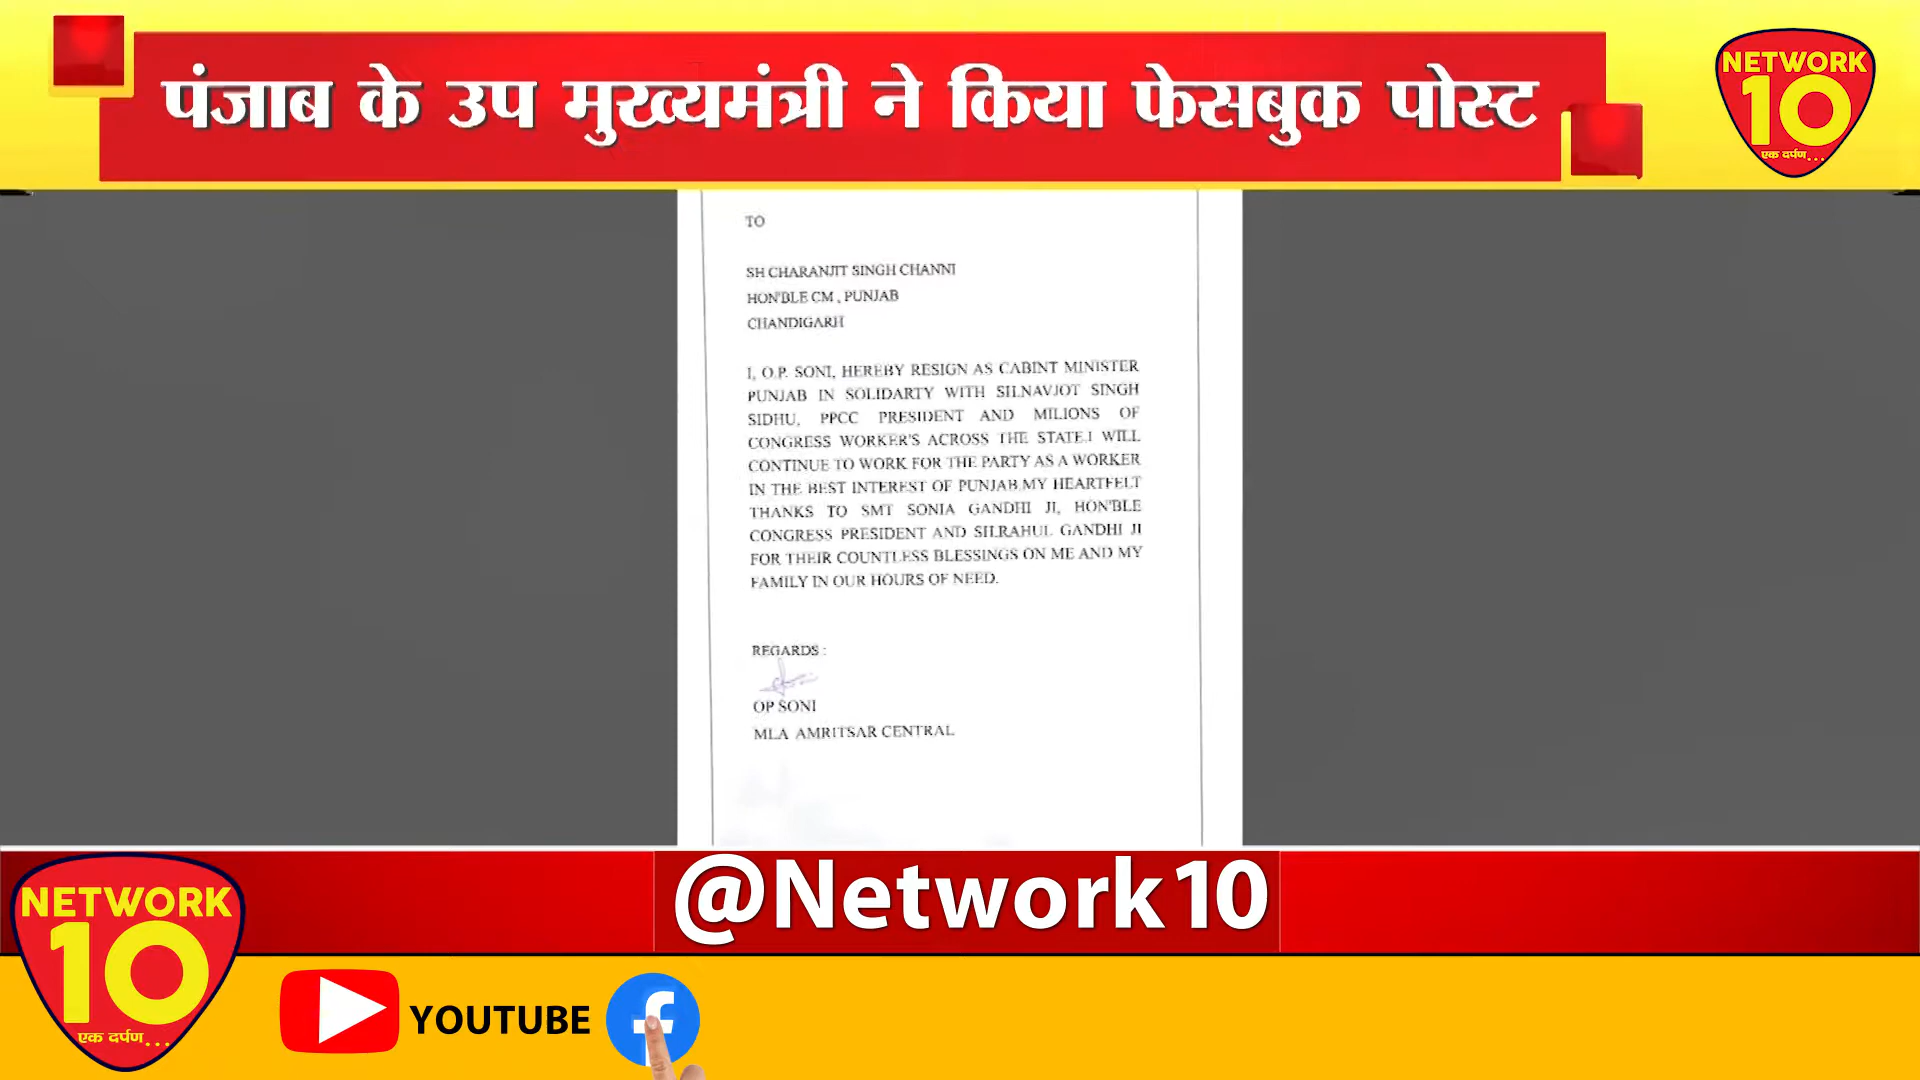 पंजाब के उप मुख्यमंत्री ने किया फेसबुक पोस्ट
NETWORK
10
एक दर्पण...
TO
SH CHARANJIT SINGH CHANNI
HON'BLE CM , PUNJAB
CHANDIGARH
I, O.P. SONI, HEREBY RESIGN AS CABINT MINISTER
PUNJAB IN SOLIDARTY WITH SH.NAVJOT SINGH
SIDHU, PPCC PRESIDENT AND MILIONS OF
CONGRESS WORKER'S ACROSS THE STATE.I WILL
CONTINUE TO WORK FOR THE PARTY AS A WORKER
IN THE BEST INTEREST OF PUNJAB.MY HEARTFELT
THANKS TO SMT SONIA GANDHI JI, HON'BLE
CONGRESS PRESIDENT AND SH.RAHUL GANDHI JI
FOR THEIR COUNTLESS BLESSINGS ON ME AND MY
FAMILY IN OUR HOURS OF NEED.
REGARDS :
OP SONI
MLA AMRITSAR CENTRAL
@Network10
NETWORK
10
एक दर्पण...
YOUTUBE